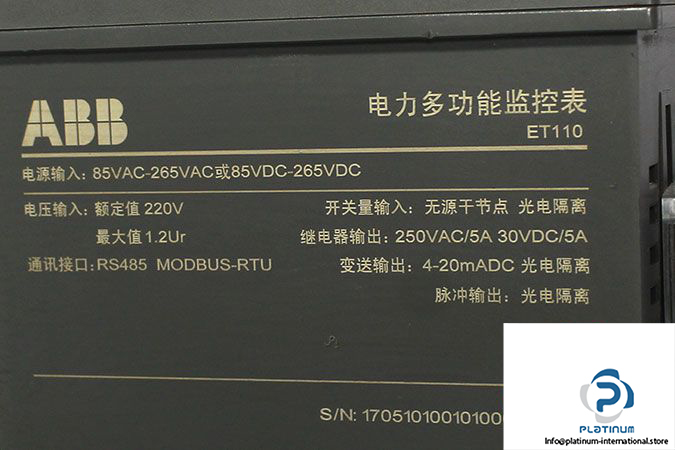 ABB
电力多功能监控表
ET110
电源输入: 85VAC-265VAC或85VDC-265VDC
电压输入: 额定值 220V
最大值 1.2Ur
通讯接口: RS485 MODBUS-RTU
开关量输入: 无源干节点 光电隔离
继电器输出: 250VAC/5A 30VDC/5A
变送输出: 4-20mADC 光电隔离
脉冲输出: 光电隔离
S/N: 17051010010100
PLATINUM
Info@platinum-international.store